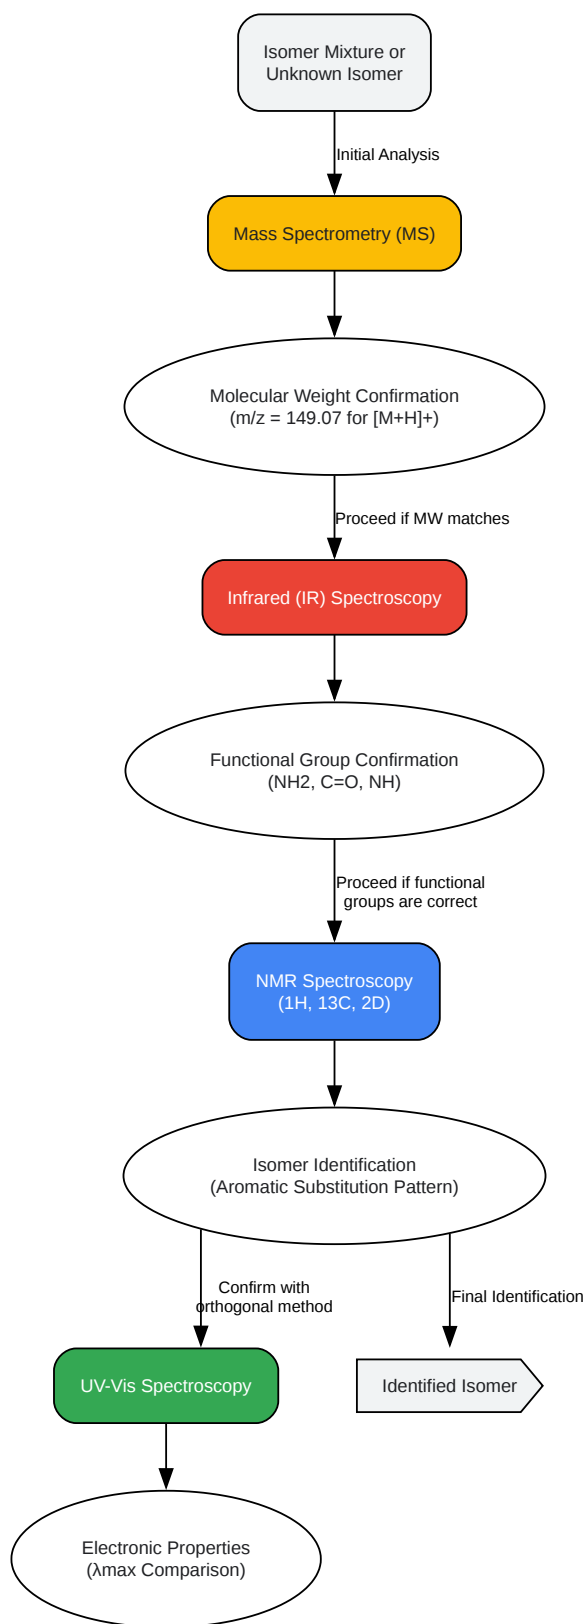 Isomer Mixture or
Unknown Isomer
Initial Analysis
Mass Spectrometry (MS)
Molecular Weight Confirmation
(m/z = 149.07 for [M+H]+)
Proceed if MW matches
Infrared (IR) Spectroscopy
Functional Group Confirmation
(NH2, C=O, NH)
Proceed if functional
groups are correct
NMR Spectroscopy
(1H, 13C, 2D)
Isomer Identification
(Aromatic Substitution Pattern)
Confirm with
orthogonal method
Final Identification
UV-Vis Spectroscopy
Identified Isomer
Electronic Properties
(λmax Comparison)